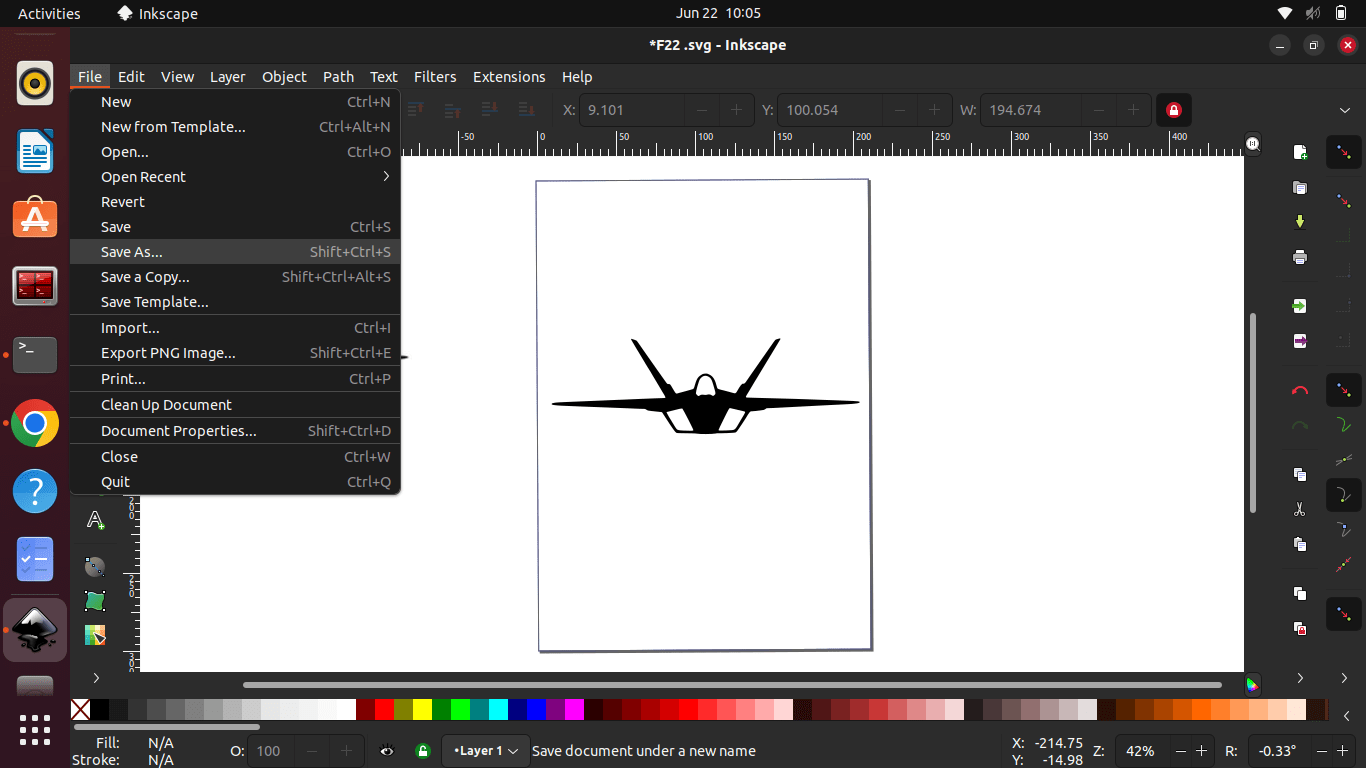 Activities Inkscape Jun 22 10:05
*F22 .svg - Inkscape
File Edit View Layer Object Path Text Filters Extensions Help
New Ctrl+N
New from Template... Ctrl+Alt+N
Open... Ctrl+O
Open Recent
Revert
Save Ctrl+S
Save As... Shift+Ctrl+S
Save a Copy... Shift+Ctrl+Alt+S
Save Template...
Import... Ctrl+I
Export PNG Image... Shift+Ctrl+E
Print... Ctrl+P
Clean Up Document
Document Properties... Shift+Ctrl+D
Close Ctrl+W
Quit Ctrl+Q
X: 9.101 Y: 100.054 W: 194.674
-50 0 50 100 150 200 250 300 350 400
200
250
300
Fill: N/A
Stroke: N/A
O: 100
•Layer 1
Save document under a new name
X: -214.75
Y: -14.98
Z: 42%
R: -0.33°